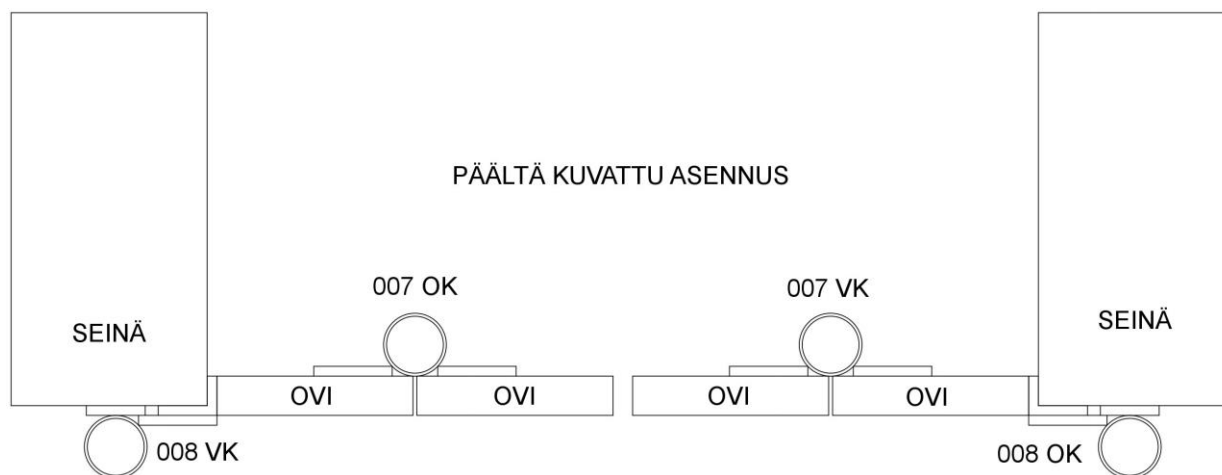 PÄÄLTÄ KUVATTU ASENNUS
007 OK
007 VK
SEINÄ
SEINÄ
OVI
OVI
OVI
OVI
008 VK
008 OK